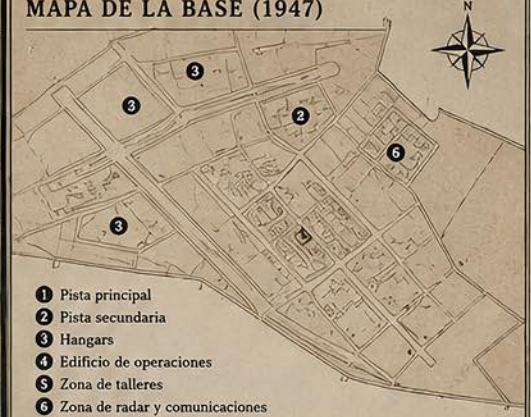 MAPA DE LA BASE (1947)
N
3
3
2
6
3
1 Pista principal
2 Pista secundaria
3 Hangars
4 Edificio de operaciones
5 Zona de talleres
6 Zona de radar y comunicaciones